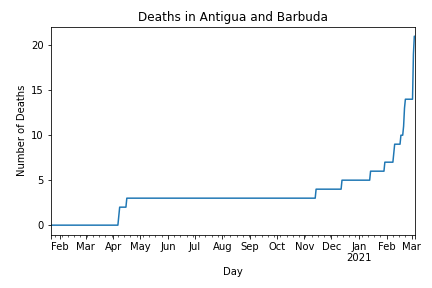 Deaths in Antigua and Barbuda
20
15
10
5
0
Number of Deaths
Feb Mar Apr May Jun Jul Aug Sep Oct Nov Dec Jan Feb Mar
2021
Day